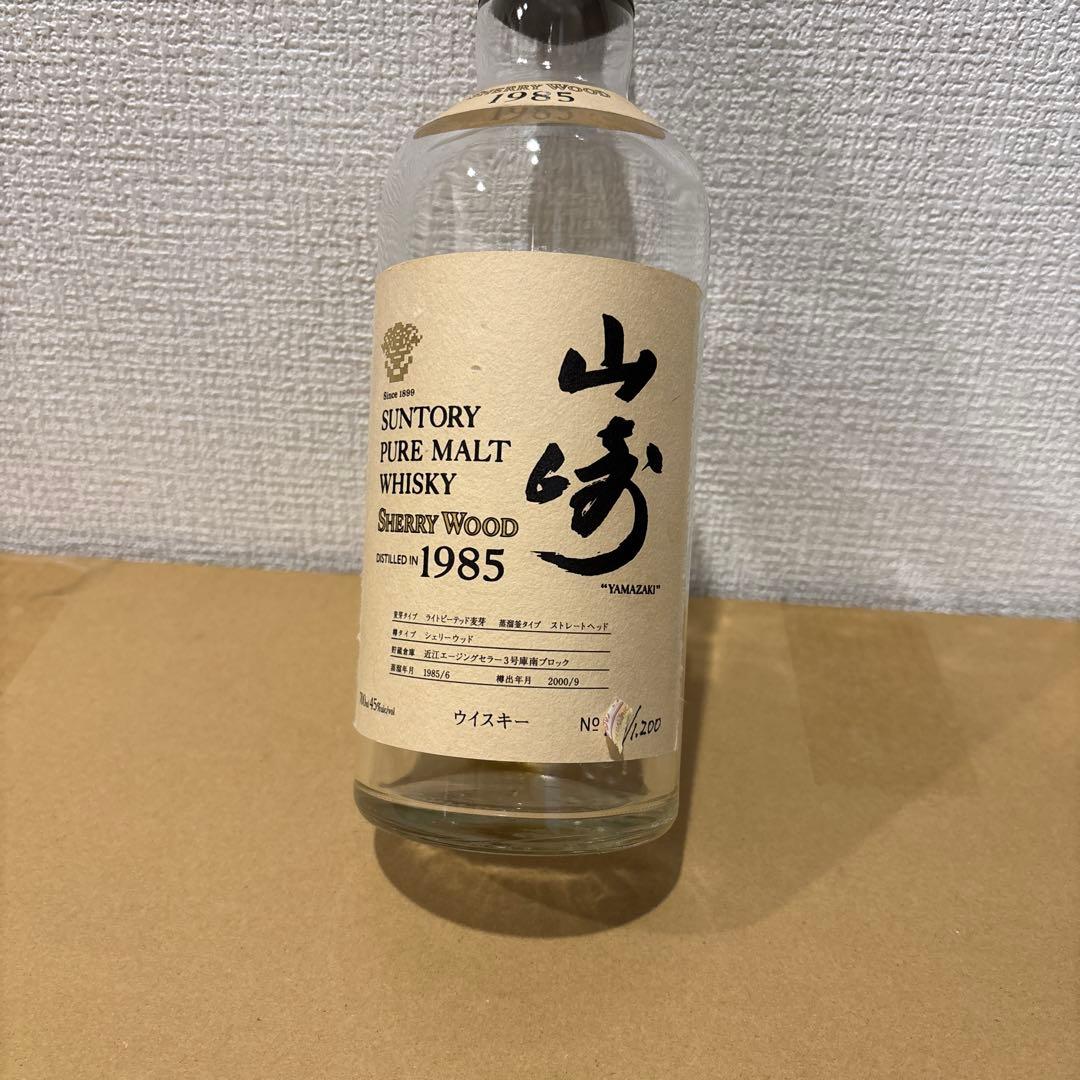 SHERRY WOOD
1985
Since 1899
SUNTORY
PURE MALT
WHISKY
SHERRY WOOD
DISTILLED IN 1985
山崎
"YAMAZAKI"
麦芽タイプ ライトピーテッド麦芽 蒸溜釜タイプ ストレートヘッド
樽タイプ シェリーウッド
貯蔵倉庫 近江エージングセラー3号庫南ブロック
蒸溜年月 1985/6 樽出年月 2000/9
700ml 45%alc/vol
ウイスキー
Nº /1,200